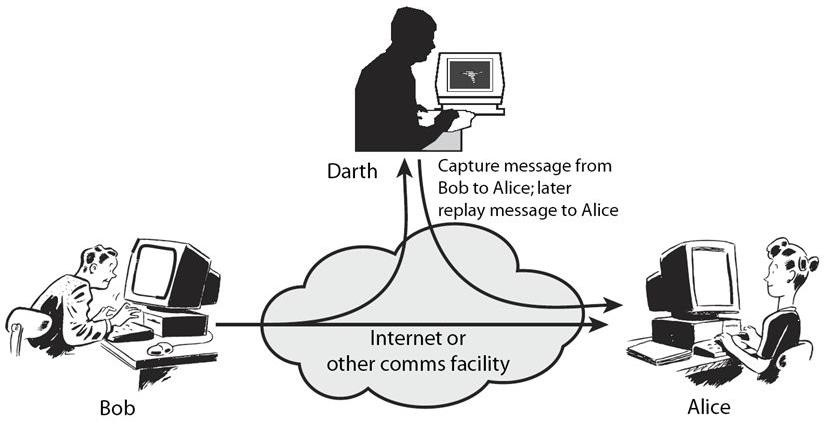 Darth
Capture message from
Bob to Alice; later
replay message to Alice
Internet or
other comms facility
Bob
Alice